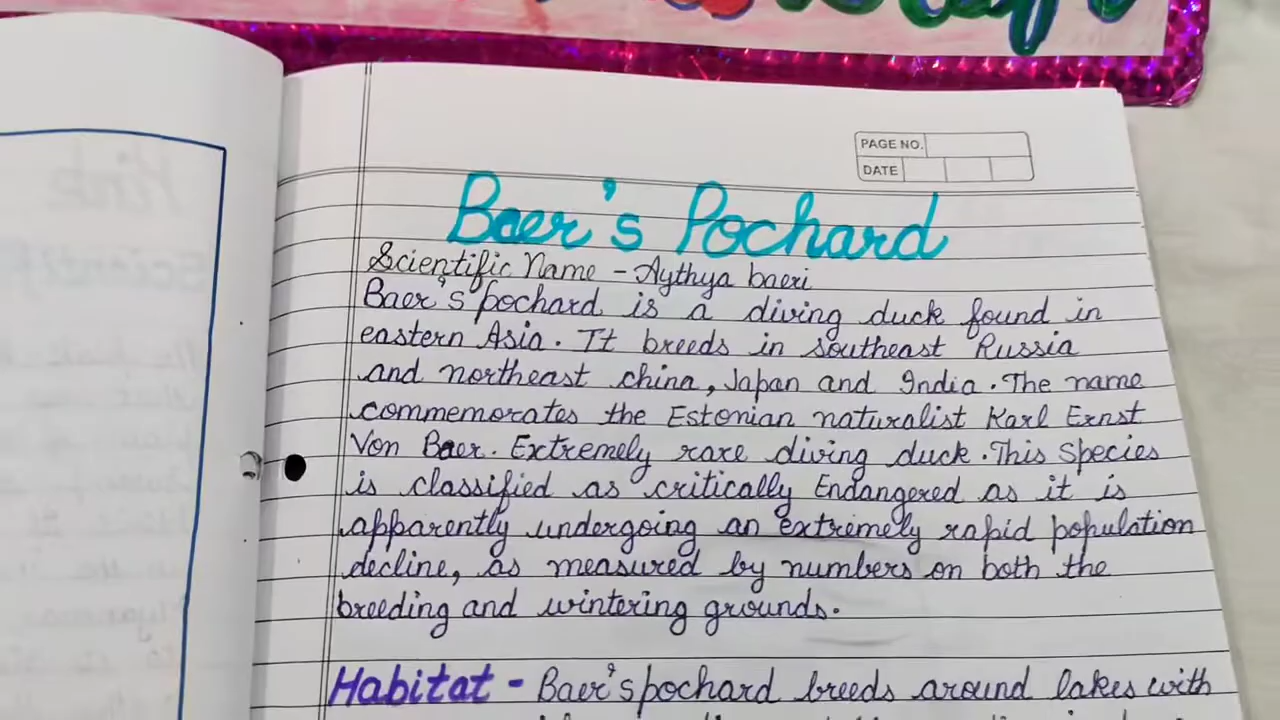 PAGE NO.
DATE
Baer's Pochard
Scientific Name - Aythya baeri
Baer's pochard is a diving duck found in
eastern Asia. It breeds in southeast Russia
and northeast china, Japan and India. The name
commemorates the Estonian naturalist Karl Ernst
Von Baer. Extremely rare diving duck. This species
is classified as critically Endangered as it is
apparently undergoing an extremely rapid population
decline, as measured by numbers on both the
breeding and wintering grounds.
Habitat - Baer's pochard breeds around lakes with